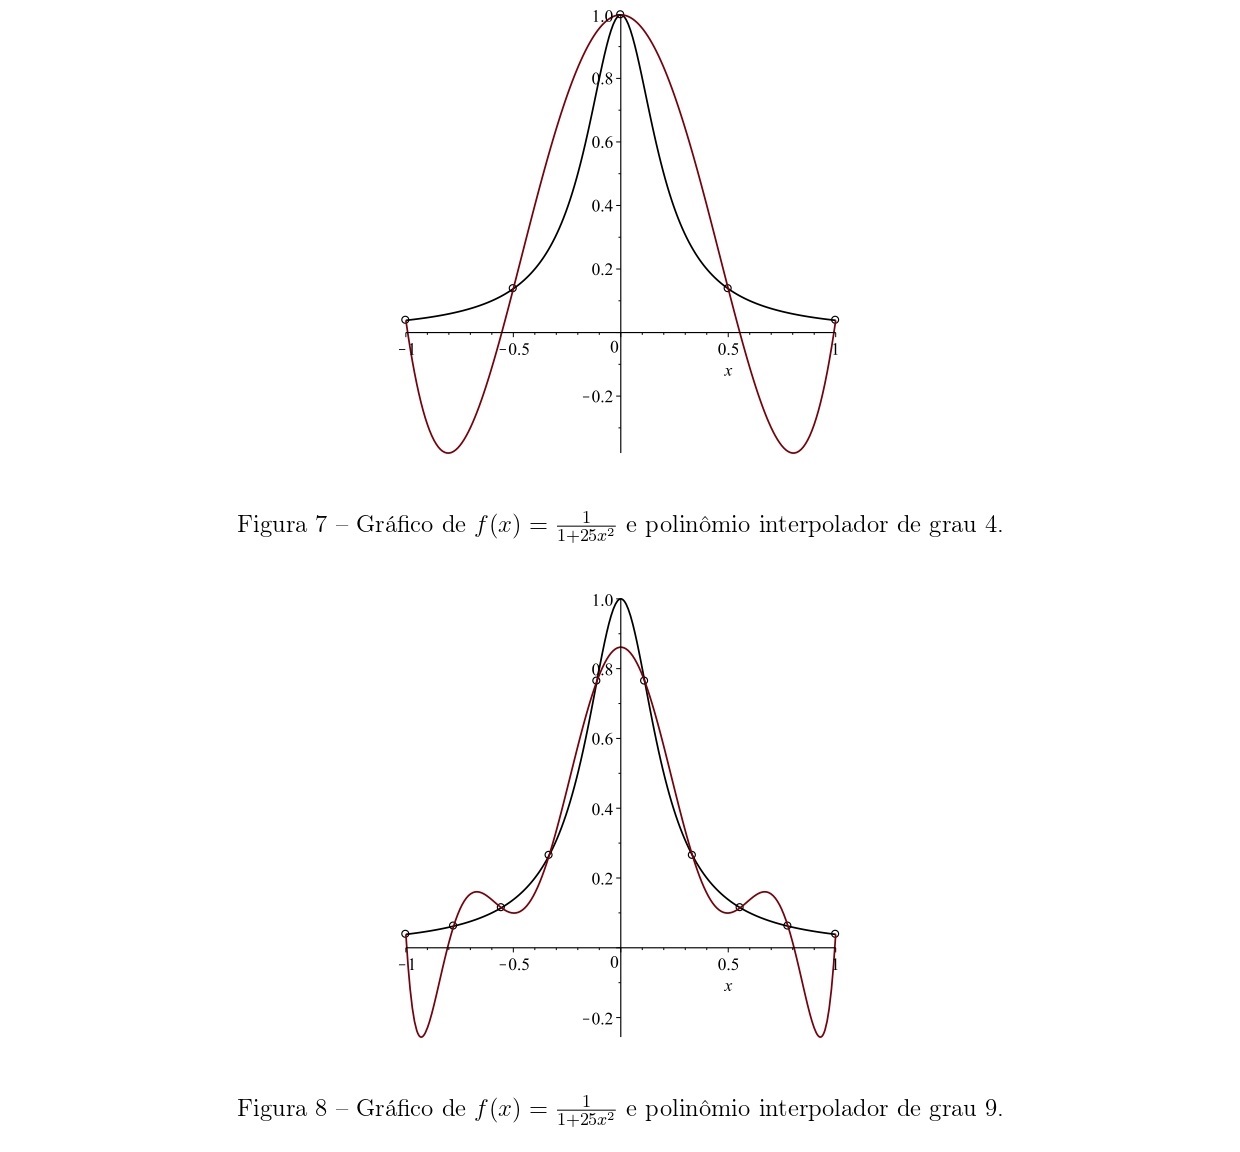 1.0
0.8
0.6
0.4
0.2
−1 −0.5 0 0.5 1
x
−0.2
Figura 7 – Gráfico de f(x) = 1/(1+25x²) e polinômio interpolador de grau 4.
1.0
0.8
0.6
0.4
0.2
−1 −0.5 0 0.5 1
x
−0.2
Figura 8 – Gráfico de f(x) = 1/(1+25x²) e polinômio interpolador de grau 9.